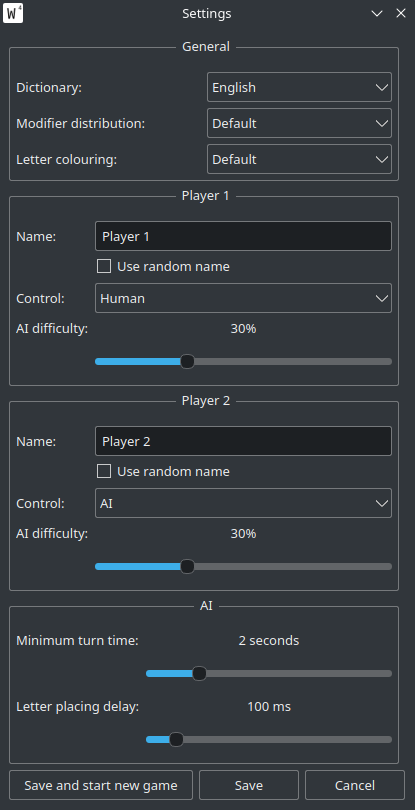 W4 Settings
General
Dictionary: English
Modifier distribution: Default
Letter colouring: Default
Player 1
Name: Player 1
Use random name
Control: Human
AI difficulty: 30%
Player 2
Name: Player 2
Use random name
Control: AI
AI difficulty: 30%
AI
Minimum turn time: 2 seconds
Letter placing delay: 100 ms
Save and start new game Save Cancel